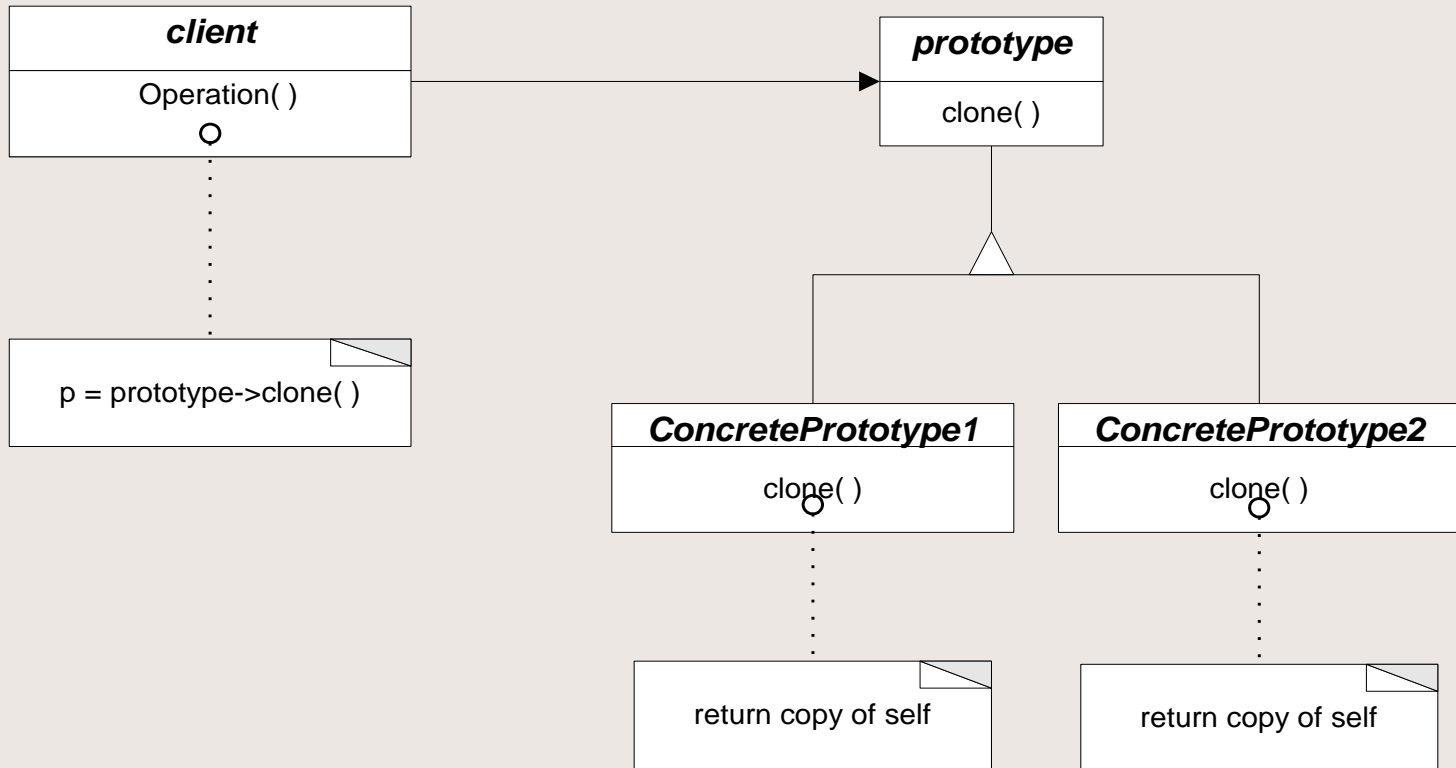 client
Operation( )
prototype
clone( )
p = prototype->clone( )
ConcretePrototype1
clone( )
ConcretePrototype2
clone( )
return copy of self
return copy of self